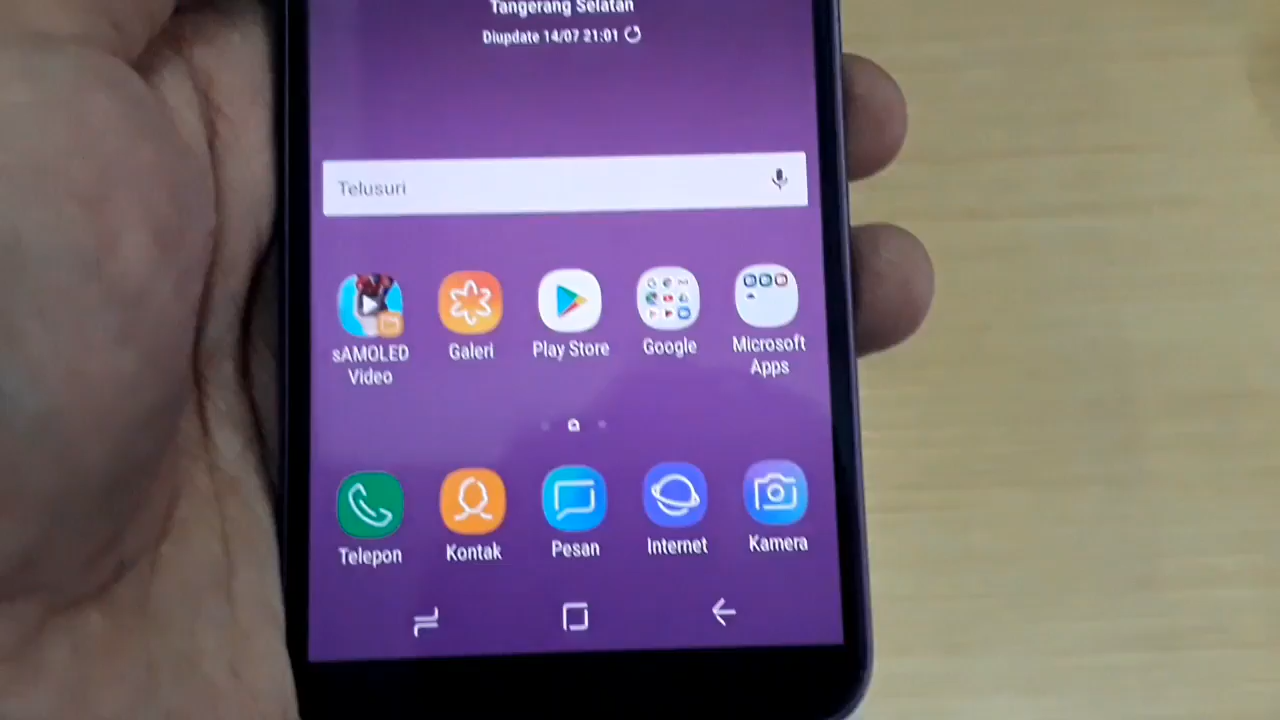 Tangerang Selatan
Diupdate 14/07 21:01
Telusuri
sAMOLED
Video
Galeri
Play Store
Google
Microsoft
Apps
Telepon
Kontak
Pesan
Internet
Kamera